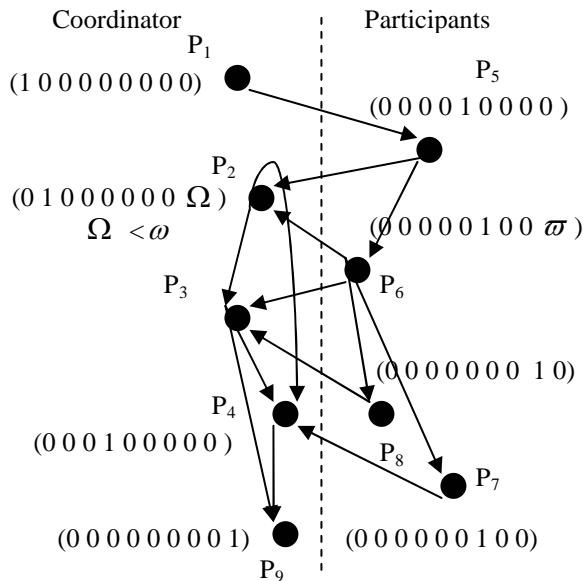 Coordinator Participants
P1
P5
(1 0 0 0 0 0 0 0 0 0)
(0 0 0 0 1 0 0 0 0 )
P2
(0 1 0 0 0 0 0 0 Ω )
Ω < ω
(0 0 0 0 0 1 0 0 ϖ )
P3
P6
(0 0 0 0 0 0 0 1 0)
P4
(0 0 0 1 0 0 0 0 0 )
P8
P7
(0 0 0 0 0 0 0 0 0 1)
(0 0 0 0 0 0 1 0 0)
P9